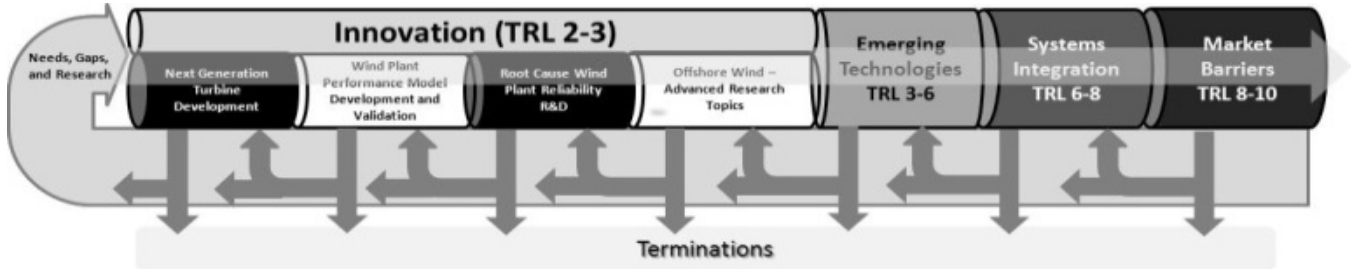 Innovation (TRL 2-3)
Needs, Gaps,
and Research
Next Generation
Turbine
Development
Wind Plant
Performance Model
Development and
Validation
Root Cause Wind
Plant Reliability
R&D
Offshore Wind –
Advanced Research
Topics
Emerging
Technologies
TRL 3-6
Systems
Integration
TRL 6-8
Market
Barriers
TRL 8-10
Terminations